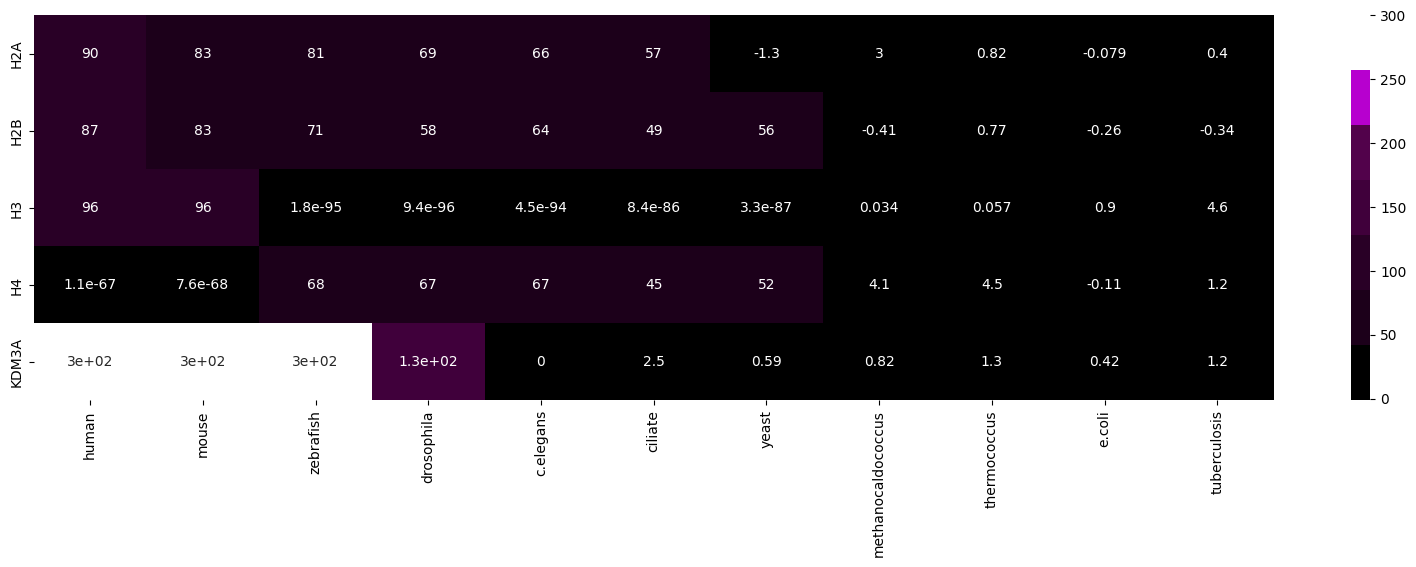 H2A 90 83 81 69 66 57 -1.3 3 0.82 -0.079 0.4
H2B 87 83 71 58 64 49 56 -0.41 0.77 -0.26 -0.34
H3 96 96 1.8e-95 9.4e-96 4.5e-94 8.4e-86 3.3e-87 0.034 0.057 0.9 4.6
H4 1.1e-67 7.6e-68 68 67 67 45 52 4.1 4.5 -0.11 1.2
KDM3A 3e+02 3e+02 3e+02 1.3e+02 0 2.5 0.59 0.82 1.3 0.42 1.2
human mouse zebrafish drosophila c.elegans ciliate yeast methanocaldococcus thermococcus e.coli tuberculosis
300
250
200
150
100
50
0